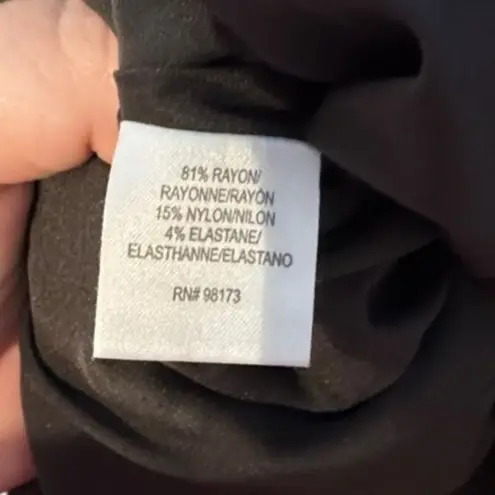 81% RAYON/
RAYONNE/RAYÓN
15% NYLON/NILON
4% ELASTANE/
ELASTHANNE/ELASTANO
RN# 98173